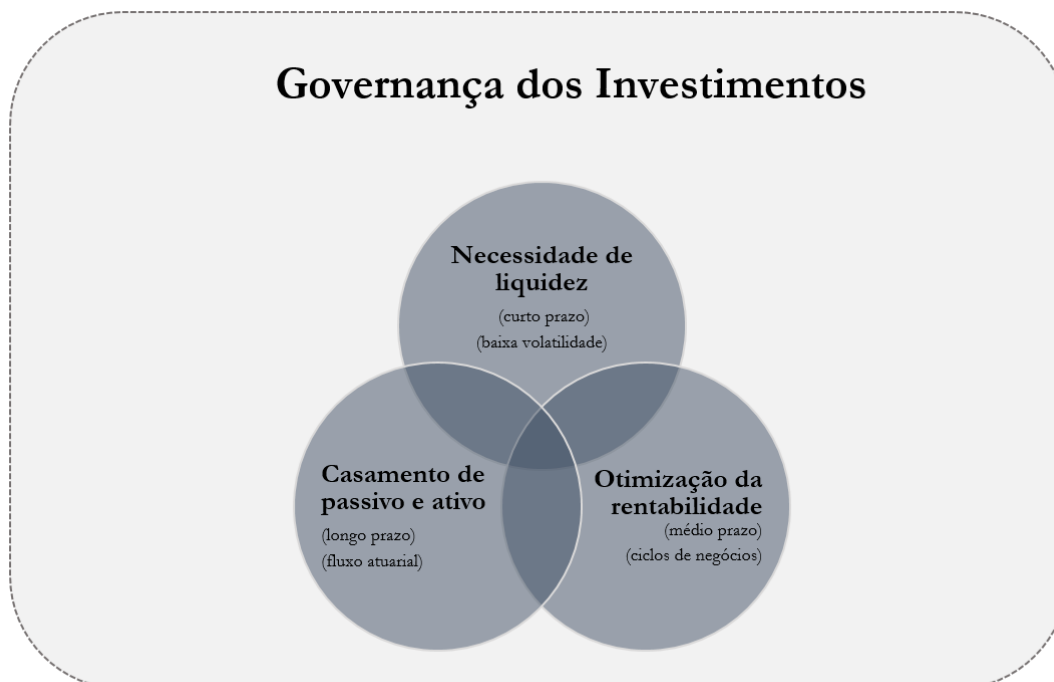 Governança dos Investimentos
Necessidade de
liquidez
(curto prazo)
(baixa volatilidade)
Casamento de
passivo e ativo
(longo prazo)
(fluxo atuarial)
Otimização da
rentabilidade
(médio prazo)
(ciclos de negócios)